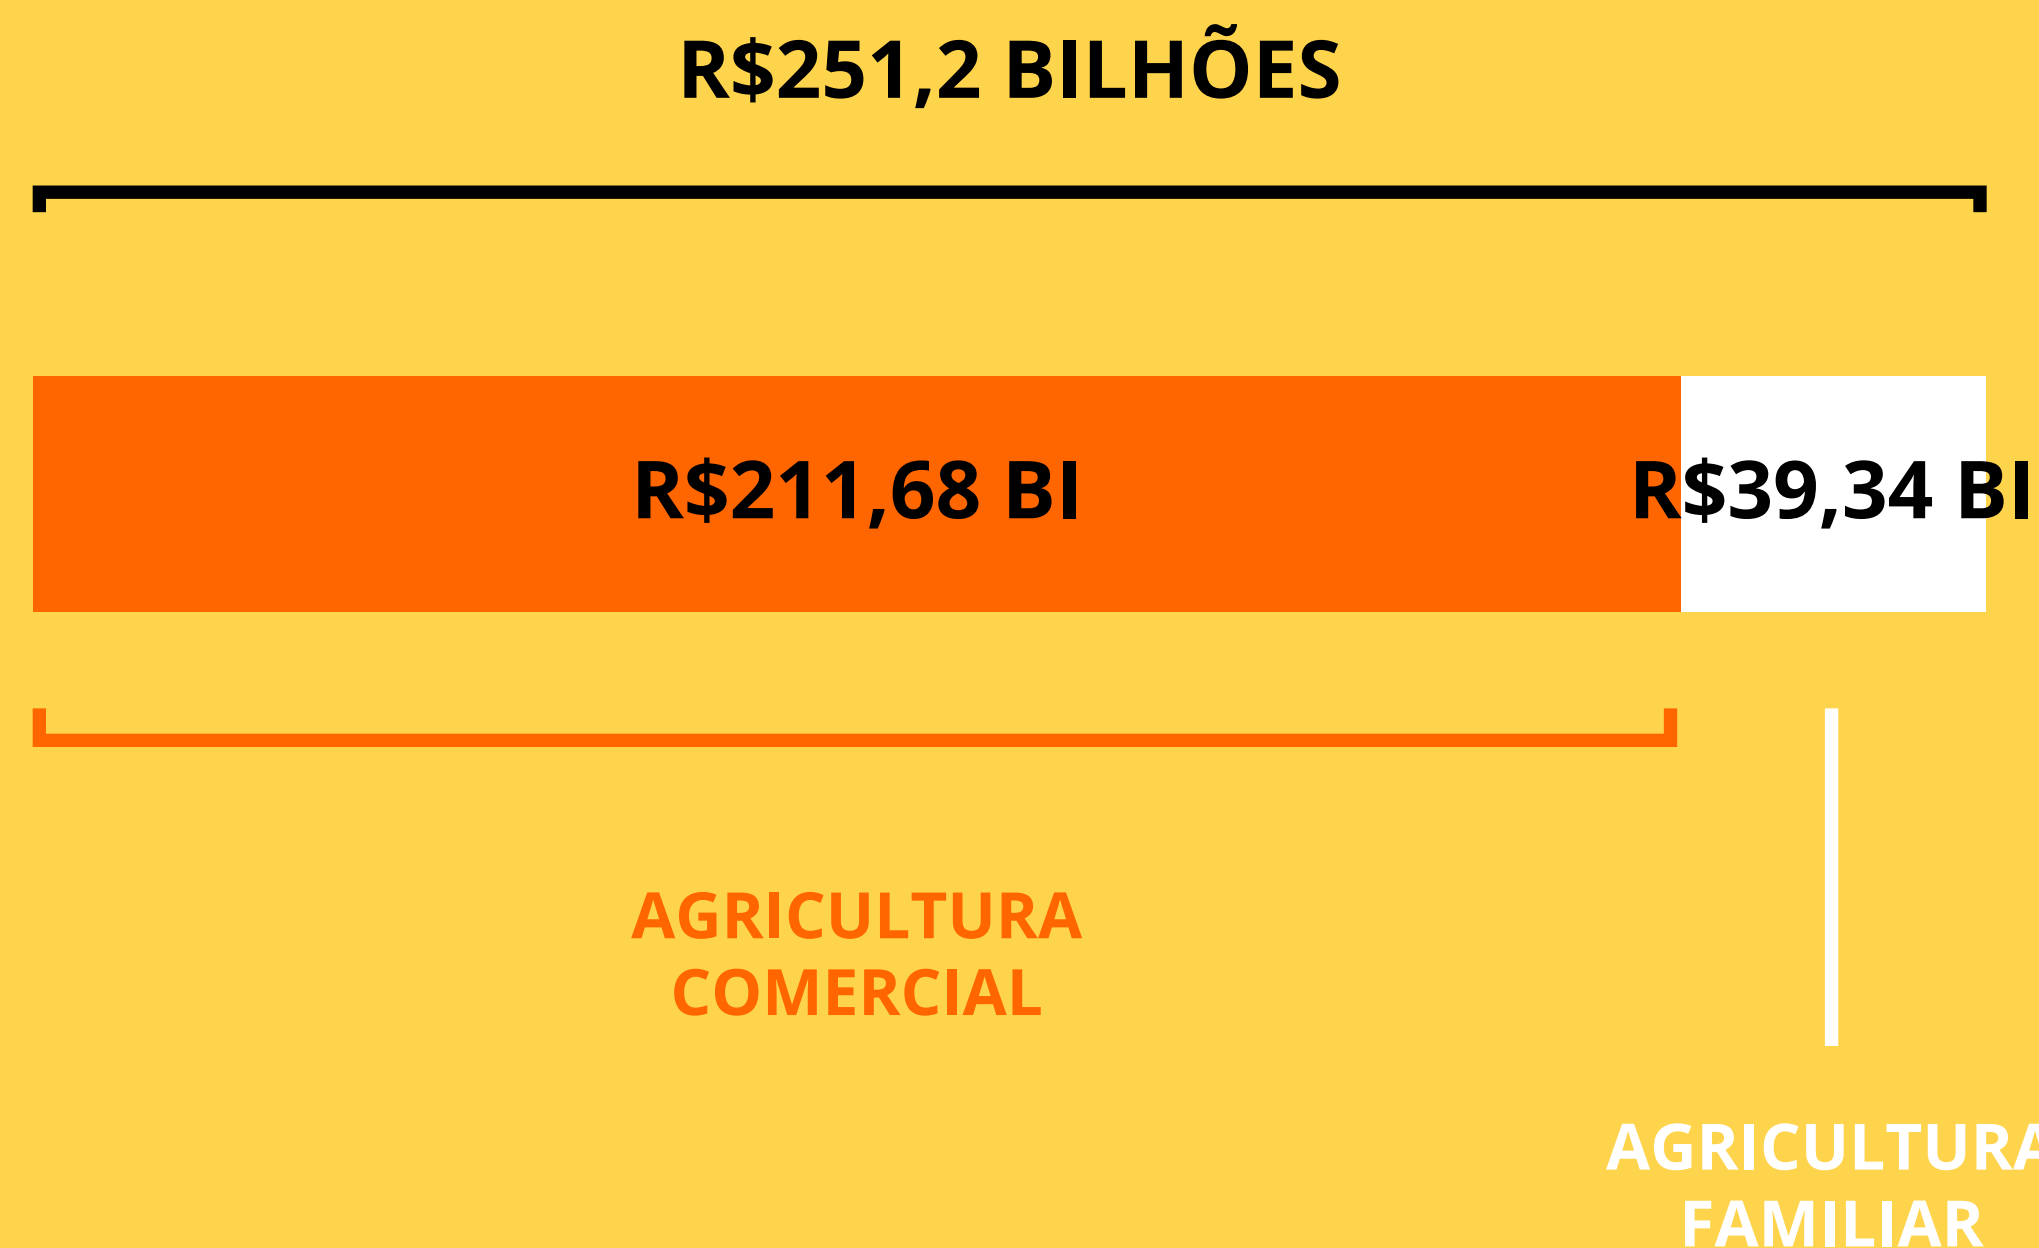 R$251,2 BILHÕES
R$211,68 BI
R$39,34 BI
AGRICULTURA
COMERCIAL
AGRICULTURA
FAMILIAR